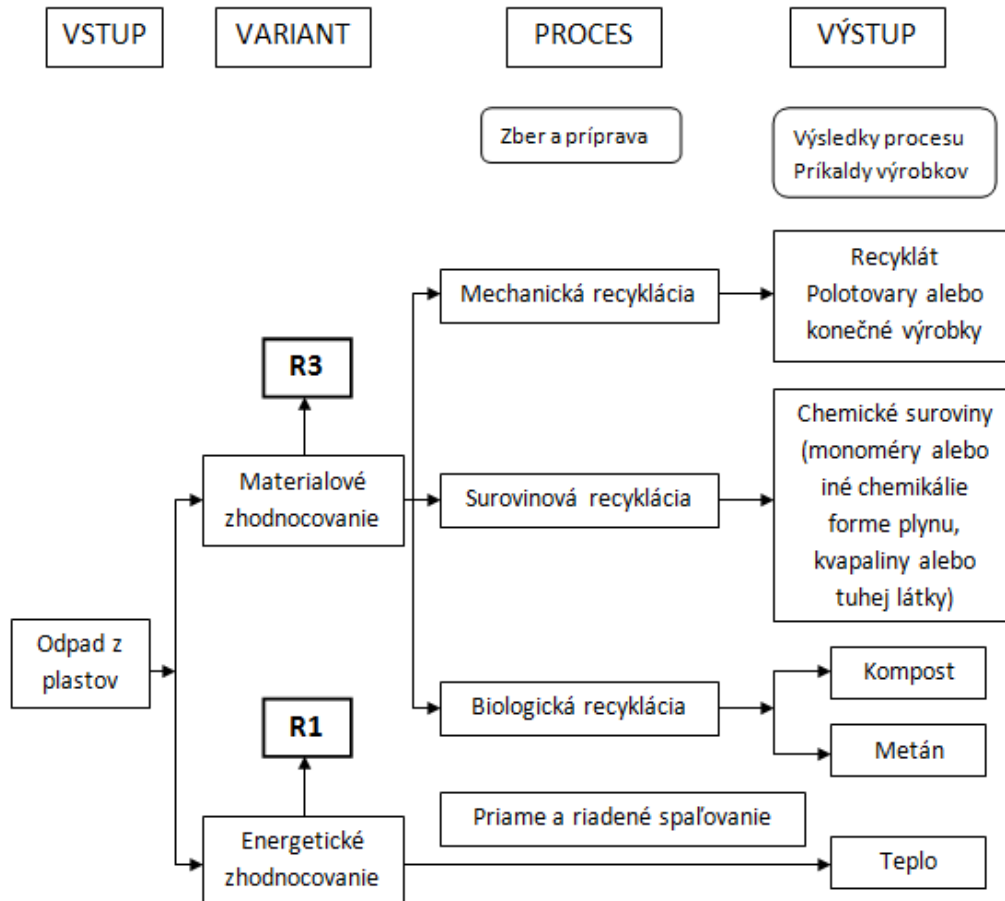 VSTUP
VARIANT
PROCES
VÝSTUP
Zber a príprava
Výsledky procesu
Príkaldy výrobkov
Mechanická recyklácia
Recyklát
Polotovary alebo
konečné výrobky
R3
Materialové
zhodnocovanie
Surovinová recyklácia
Chemické suroviny
(monoméry alebo
iné chemikálie
forme plynu,
kvapaliny alebo
tuhej látky)
Odpad z
plastov
Biologická recyklácia
Kompost
Metán
R1
Priame a riadené spaľovanie
Energetické
zhodnocovanie
Teplo